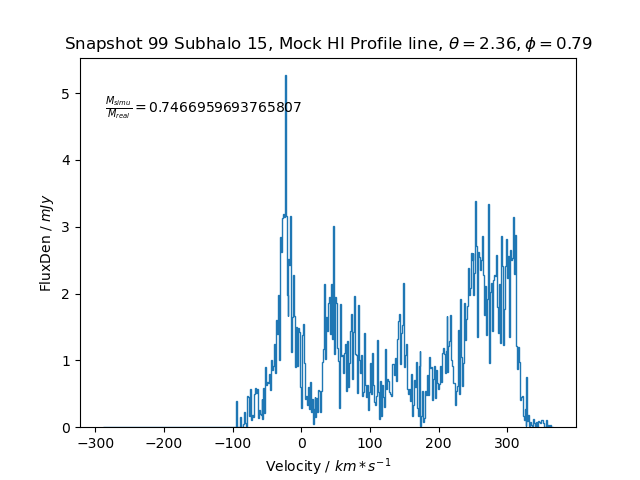 Snapshot 99 Subhalo 15, Mock HI Profile line, θ = 2.36, ϕ = 0.79
M_simu/M_real = 0.7466959693765807
FluxDen / mJy
5
4
3
2
1
0
−300 −200 −100 0 100 200 300
Velocity / km * s⁻¹